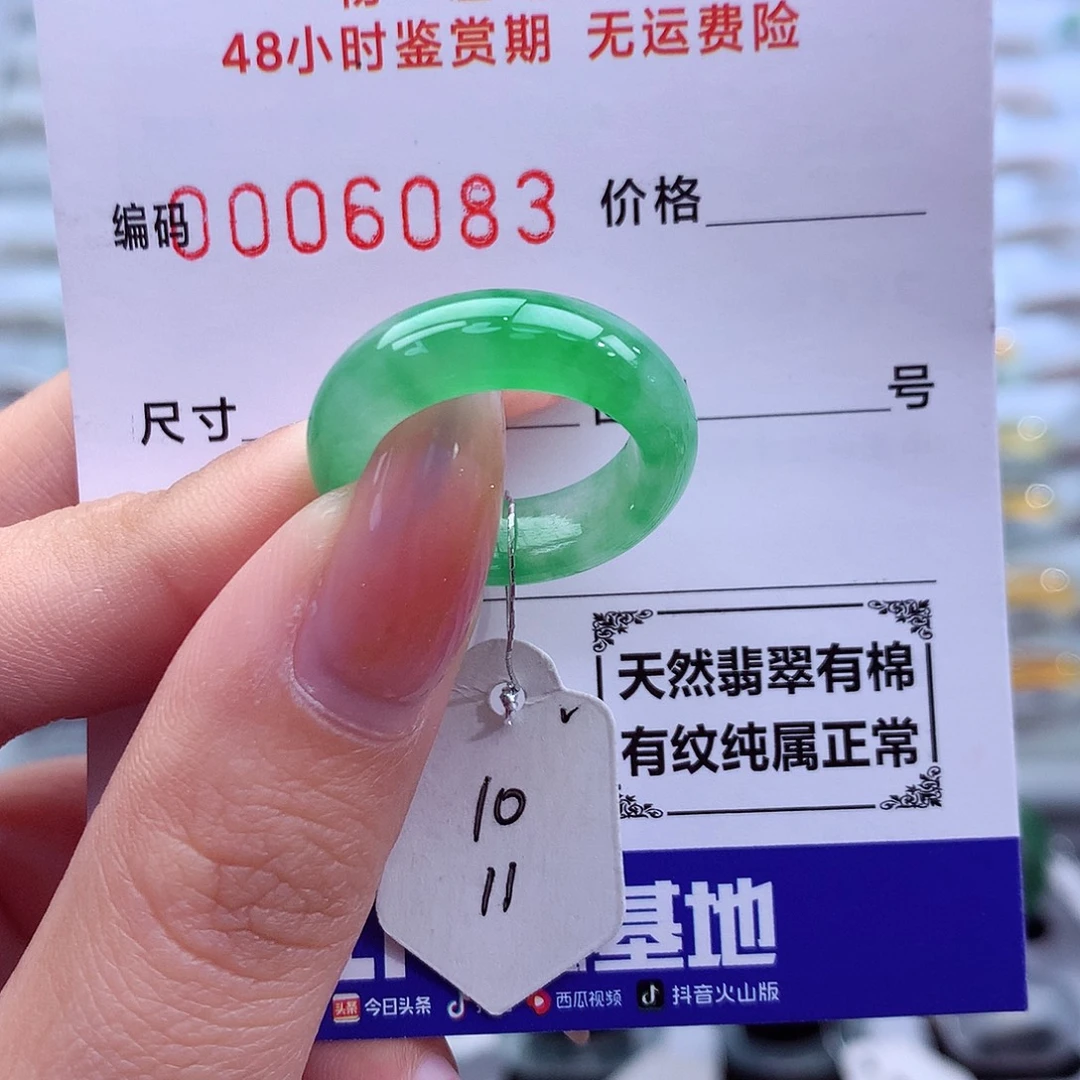 48小时鉴赏期 无运费险
编码0006083 价格
尺寸
号
天然翡翠有棉
有纹纯属正常
10
11
基地
今日头条
西瓜视频
抖音火山版